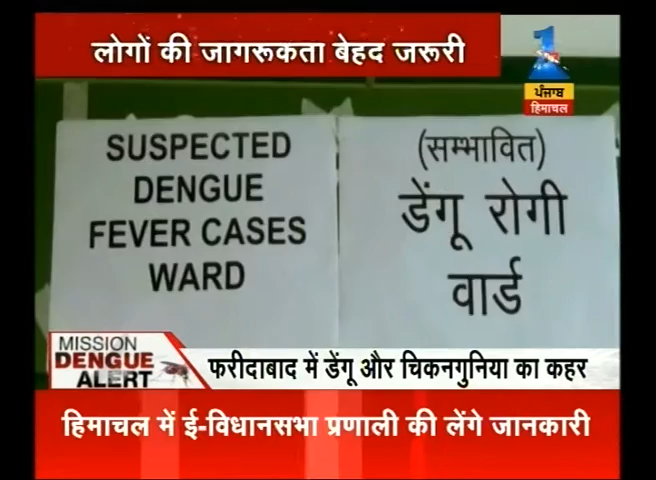 लोगों की जागरूकता बेहद जरूरी
1
ਪੰਜਾਬ
हिमाचल
SUSPECTED
DENGUE
FEVER CASES
WARD
(सम्भावित)
डेंगू रोगी
वार्ड
MISSION
DENGUE
ALERT
फरीदाबाद में डेंगू और चिकनगुनिया का कहर
हिमाचल में ई-विधानसभा प्रणाली की लेंगे जानकारी